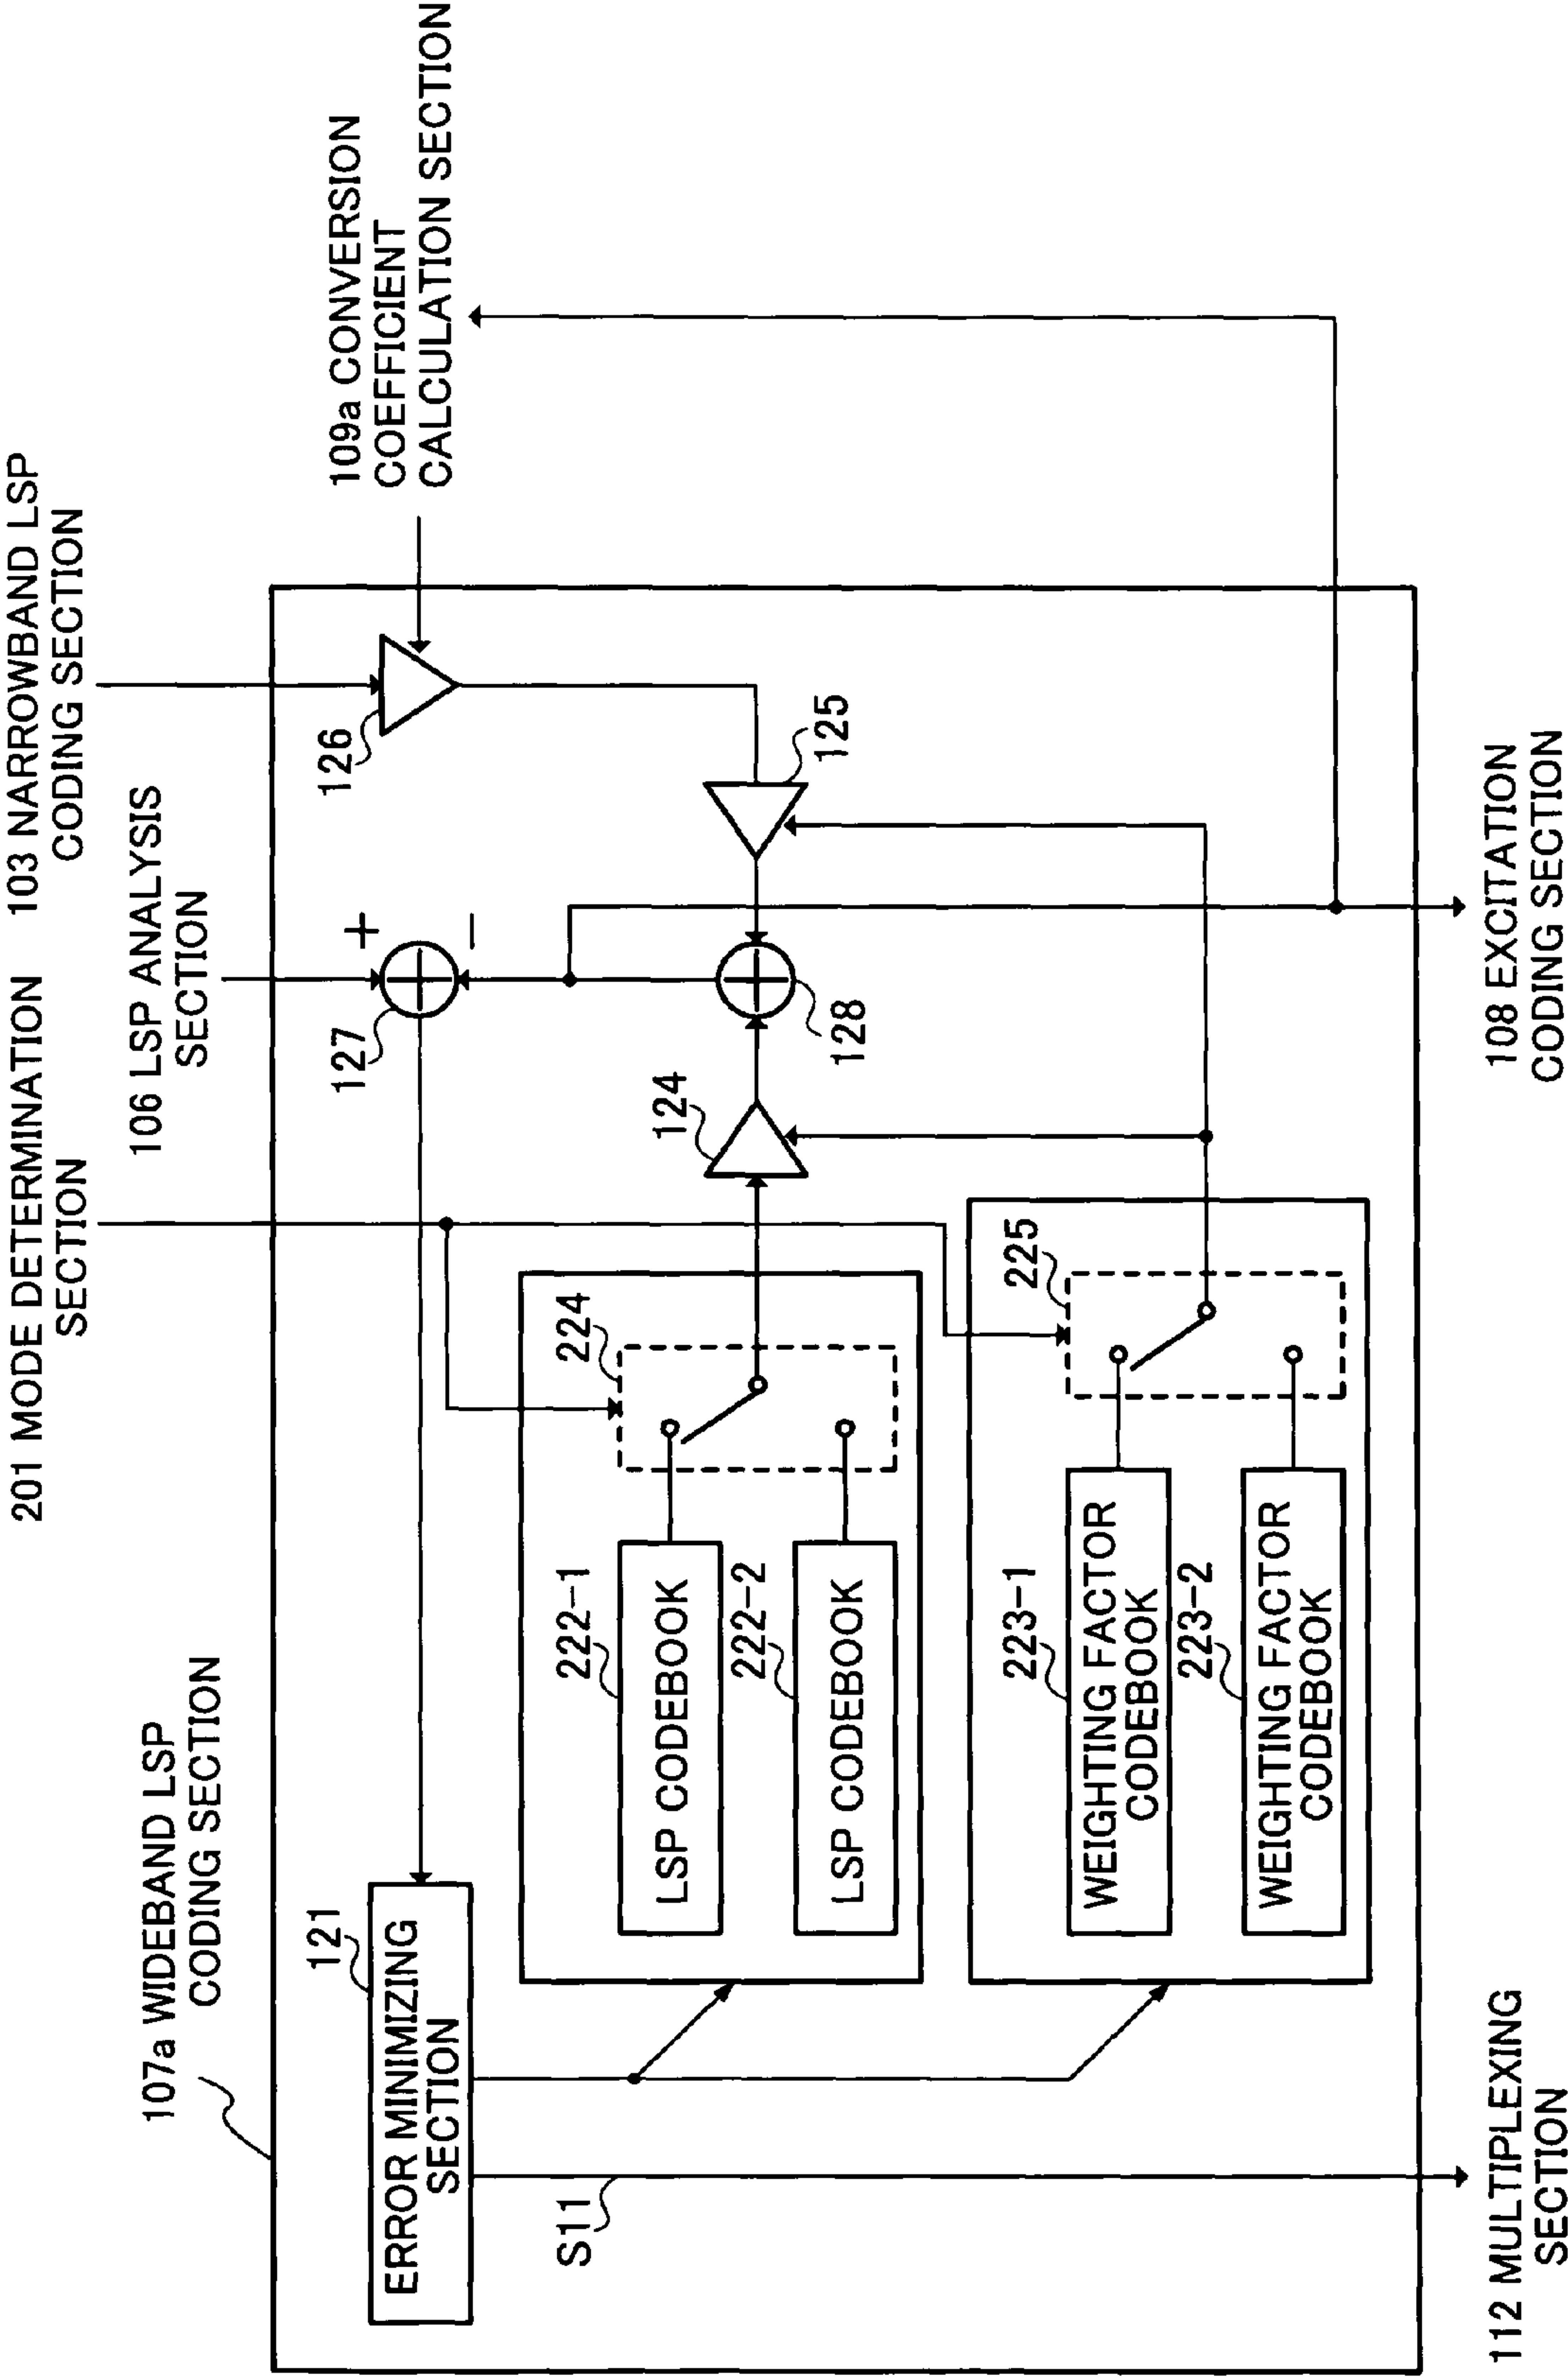 201 MODE DETERMINATION
SECTION
103 NARROWBAND LSP
CODING SECTION
106 LSP ANALYSIS
SECTION
109a CONVERSION
COEFFICIENT
CALCULATION SECTION
107a WIDEBAND LSP
CODING SECTION
121
ERROR MINIMIZING
SECTION
127
+
−
126
222-1
LSP CODEBOOK
222-2
LSP CODEBOOK
224
124
128
125
223-1
WEIGHTING FACTOR
CODEBOOK
223-2
WEIGHTING FACTOR
CODEBOOK
225
S11
112 MULTIPLEXING
SECTION
108 EXCITATION
CODING SECTION